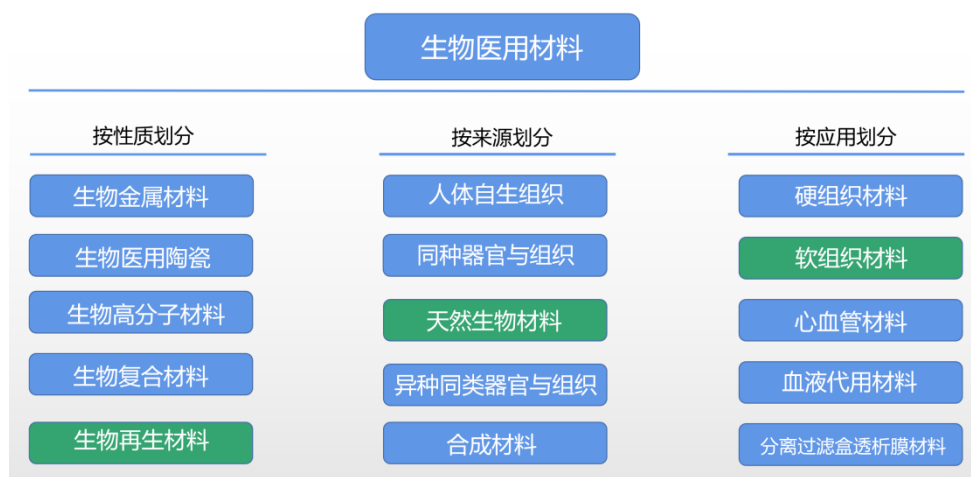 生物医用材料
按性质划分
生物金属材料
生物医用陶瓷
生物高分子材料
生物复合材料
生物再生材料
按来源划分
人体自生组织
同种器官与组织
天然生物材料
异种同类器官与组织
合成材料
按应用划分
硬组织材料
软组织材料
心血管材料
血液代用材料
分离过滤盒透析膜材料